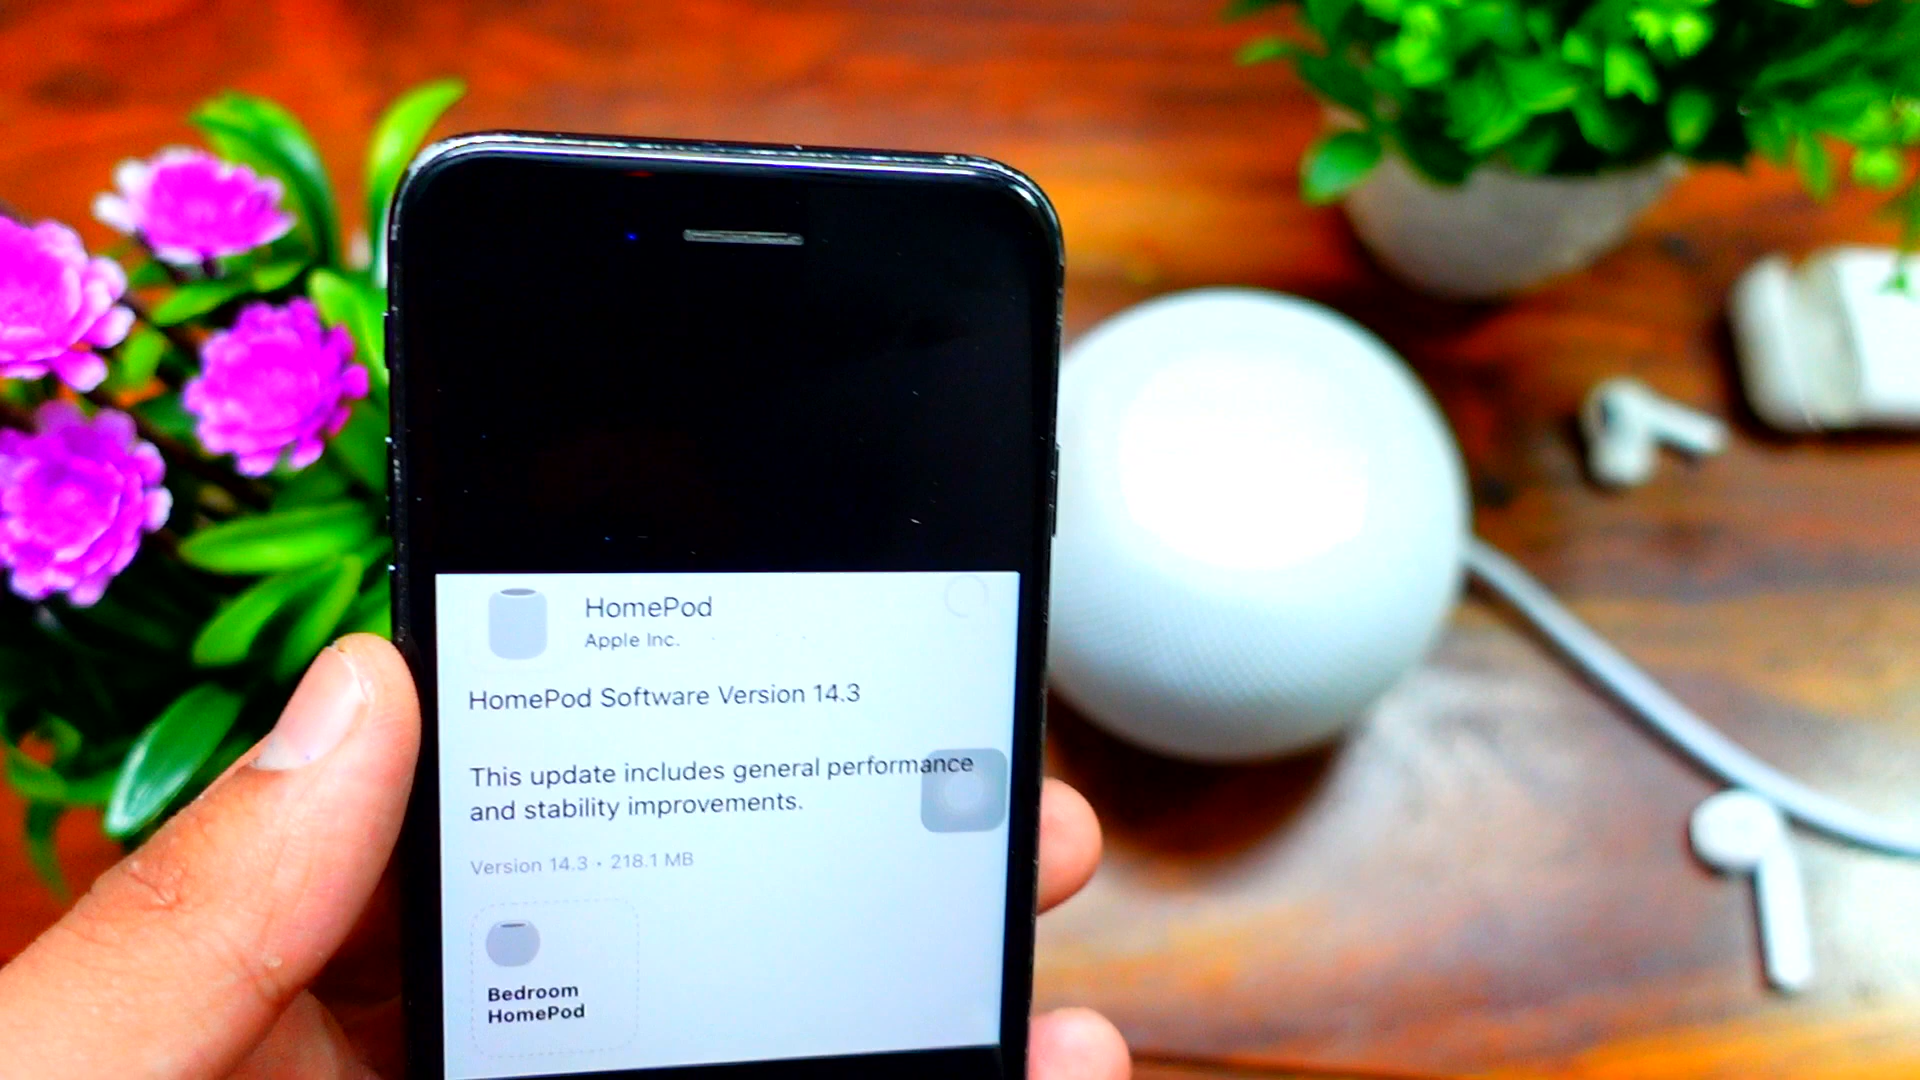 HomePod
Apple Inc.
HomePod Software Version 14.3
This update includes general performance
and stability improvements.
Version 14.3 • 218.1 MB
Bedroom
HomePod